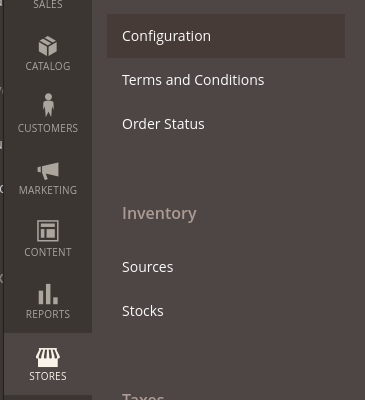 SALES
CATALOG
CUSTOMERS
MARKETING
CONTENT
REPORTS
STORES
Configuration
Terms and Conditions
Order Status
Inventory
Sources
Stocks
Taxes